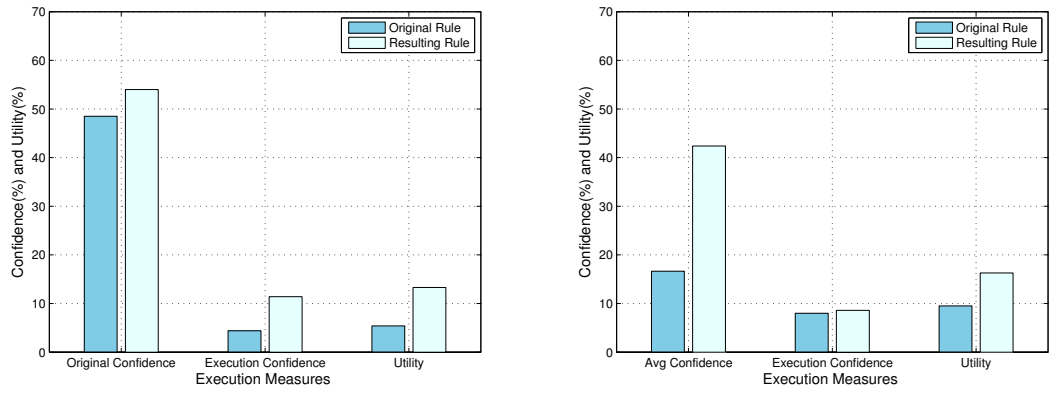 Confidence(%) and Utility(%)
70
60
50
40
30
20
10
0
Original Rule
Resulting Rule
Original Confidence
Execution Confidence
Utility
Execution Measures
Confidence(%) and Utility(%)
70
60
50
40
30
20
10
0
Original Rule
Resulting Rule
Avg Confidence
Execution Confidence
Utility
Execution Measures